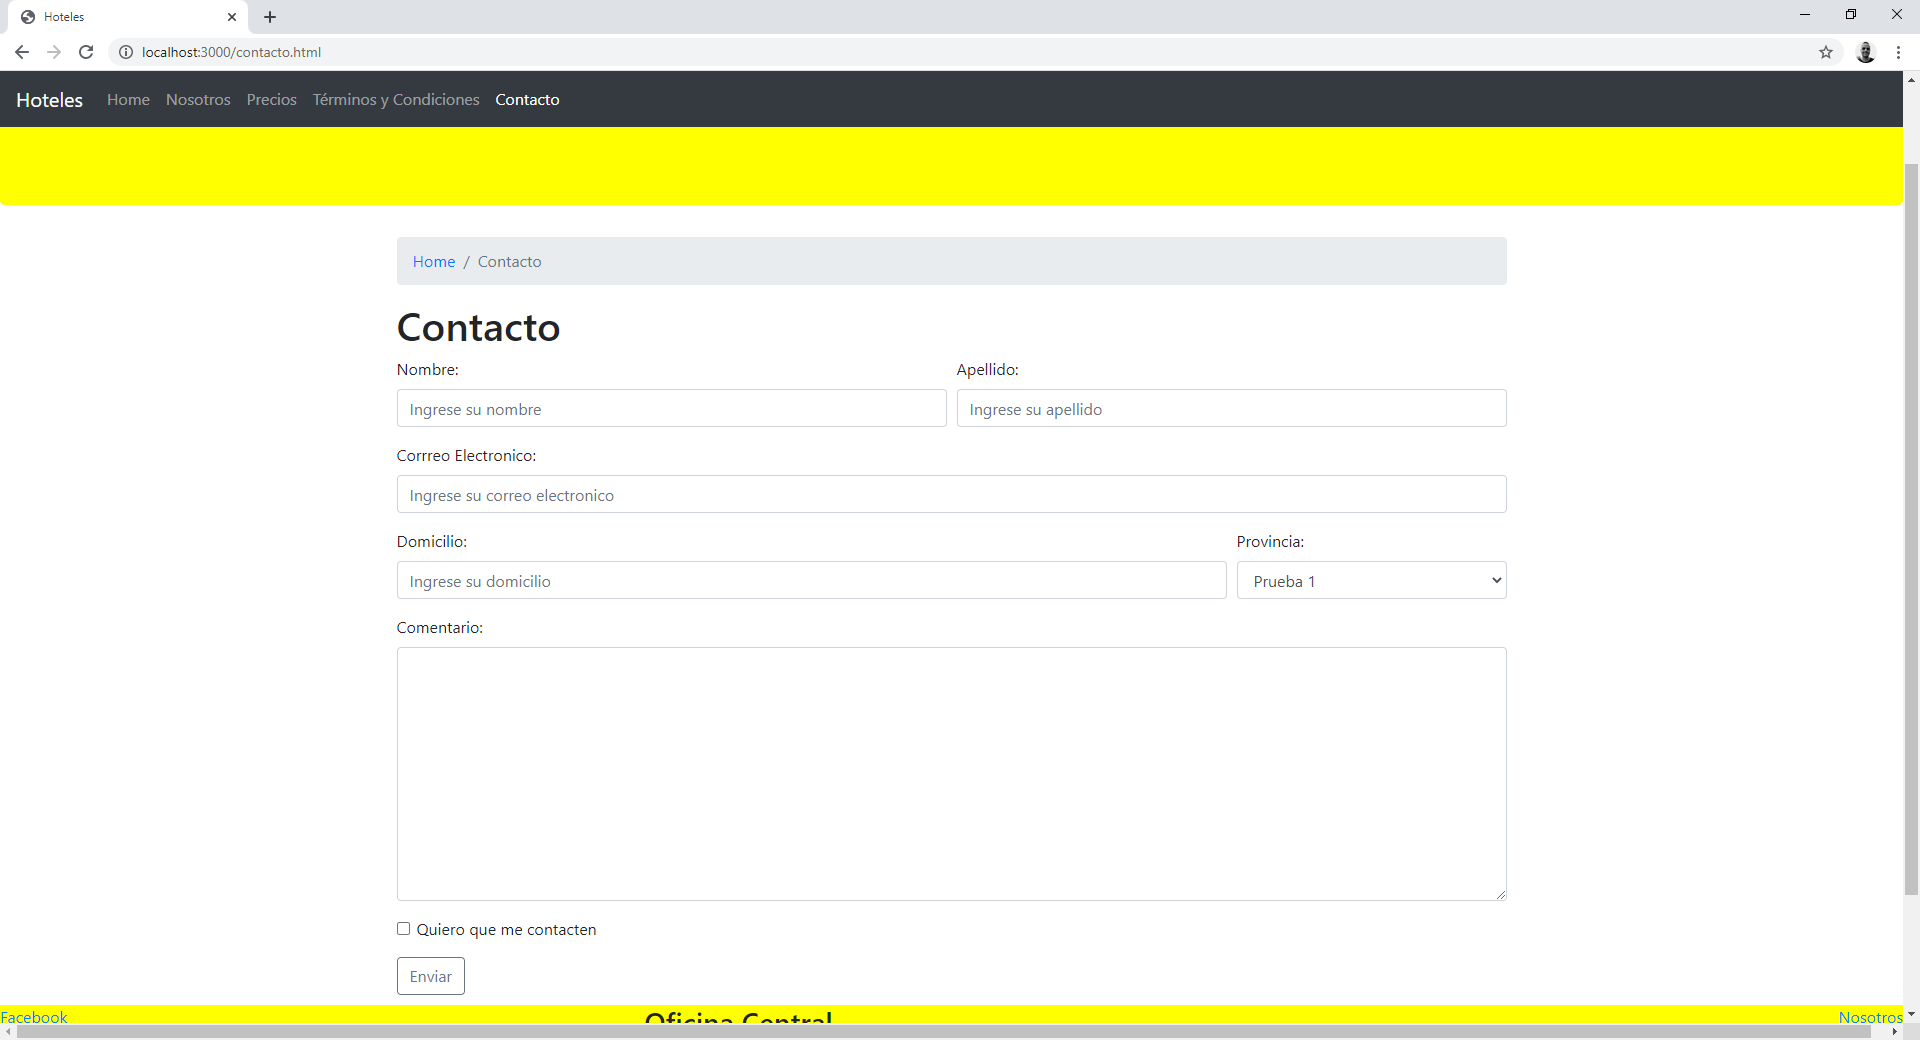 Hoteles
localhost:3000/contacto.html
Hoteles Home Nosotros Precios Términos y Condiciones Contacto
Home / Contacto
Contacto
Nombre: Apellido:
Ingrese su nombre Ingrese su apellido
Corrreo Electronico:
Ingrese su correo electronico
Domicilio: Provincia:
Ingrese su domicilio Prueba 1
Comentario:
Quiero que me contacten
Enviar
Facebook Oficina Central Nosotros